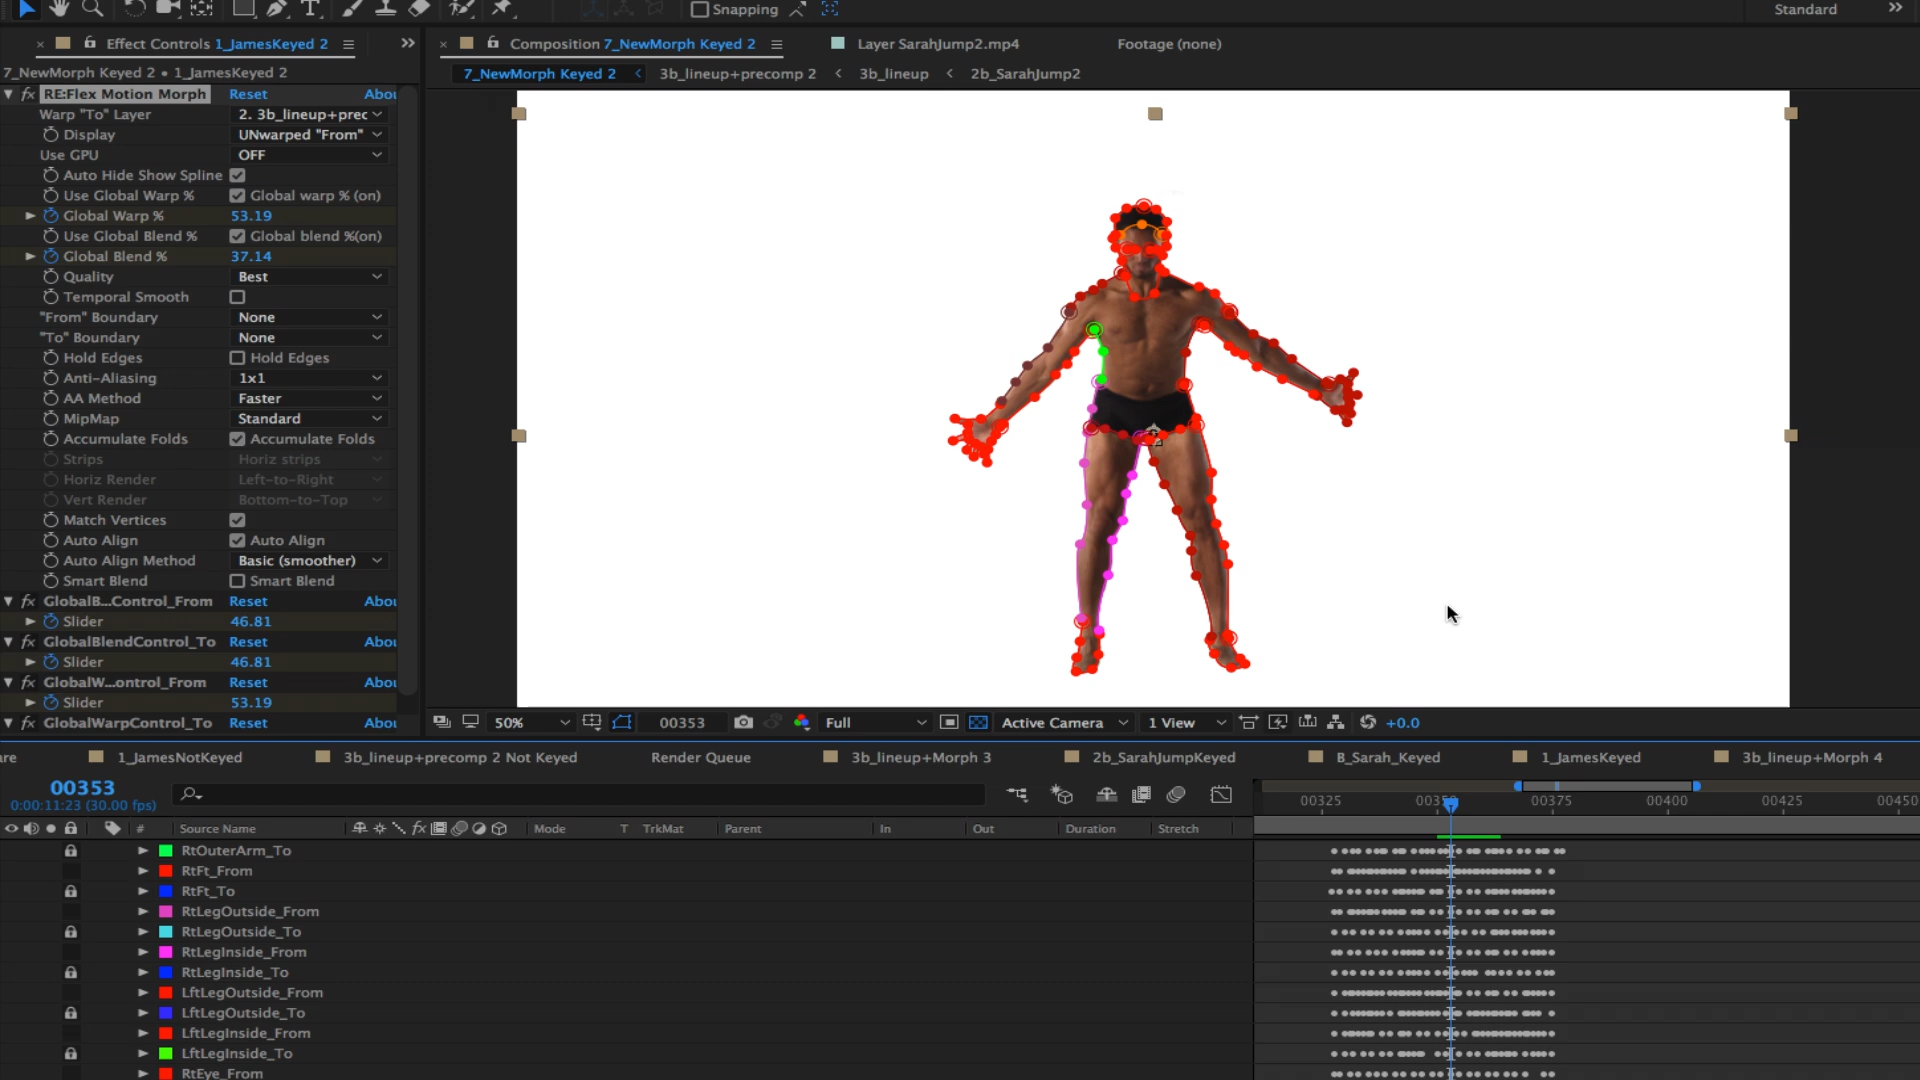 Snapping
Standard
Effect Controls 1_JamesKeyed 2
Composition 7_NewMorph Keyed 2
Layer SarahJump2.mp4
Footage (none)
7_NewMorph Keyed 2 • 1_JamesKeyed 2
7_NewMorph Keyed 2
3b_lineup+precomp 2
3b_lineup
2b_SarahJump2
fx RE:Flex Motion Morph Reset Abou
Warp "To" Layer 2. 3b_lineup+prec
Display UNwarped "From"
Use GPU OFF
Auto Hide Show Spline
Use Global Warp % Global warp % (on)
Global Warp % 53.19
Use Global Blend % Global blend %(on)
Global Blend % 37.14
Quality Best
Temporal Smooth
"From" Boundary None
"To" Boundary None
Hold Edges Hold Edges
Anti-Aliasing 1x1
AA Method Faster
MipMap Standard
Accumulate Folds Accumulate Folds
Strips Horiz strips
Horiz Render Left-to-Right
Vert Render Bottom-to-Top
Match Vertices
Auto Align Auto Align
Auto Align Method Basic (smoother)
Smart Blend Smart Blend
fx GlobalB...Control_From Reset Abou
Slider 46.81
fx GlobalBlendControl_To Reset Abou
Slider 46.81
fx GlobalW...ontrol_From Reset Abou
Slider 53.19
fx GlobalWarpControl_To Reset Abou
50% 00353 Full Active Camera 1 View +0.0
re 1_JamesNotKeyed 3b_lineup+precomp 2 Not Keyed Render Queue 3b_lineup+Morph 3 2b_SarahJumpKeyed B_Sarah_Keyed 1_JamesKeyed 3b_lineup+Morph 4
00353
0:00:11:23 (30.00 fps)
00325 00375 00400 00425 00450
# Source Name fx Mode T TrkMat Parent In Out Duration Stretch
RtOuterArm_To
RtFt_From
RtFt_To
RtLegOutside_From
RtLegOutside_To
RtLegInside_From
RtLegInside_To
LftLegOutside_From
LftLegOutside_To
LftLegInside_From
LftLegInside_To
RtEye_From